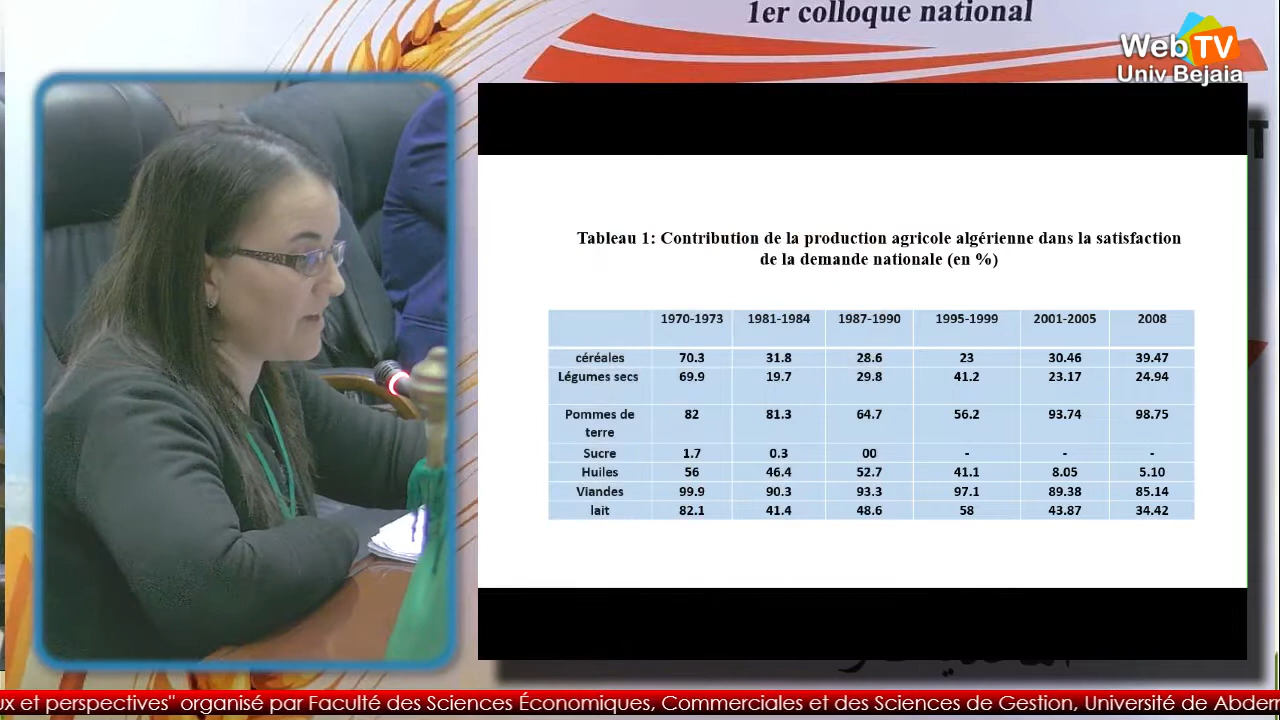 1er colloque national
WebTV
Univ Bejaia
Tableau 1: Contribution de la production agricole algérienne dans la satisfaction
de la demande nationale (en %)
1970-1973 1981-1984 1987-1990 1995-1999 2001-2005 2008
céréales 70.3 31.8 28.6 23 30.46 39.47
Légumes secs 69.9 19.7 29.8 41.2 23.17 24.94
Pommes de 82 81.3 64.7 56.2 93.74 98.75
terre
Sucre 1.7 0.3 00 - - -
Huiles 56 46.4 52.7 41.1 8.05 5.10
Viandes 99.9 90.3 93.3 97.1 89.38 85.14
lait 82.1 41.4 48.6 58 43.87 34.42
ux et perspectives" organisé par Faculté des Sciences Économiques, Commerciales et des Sciences de Gestion, Université de Abder